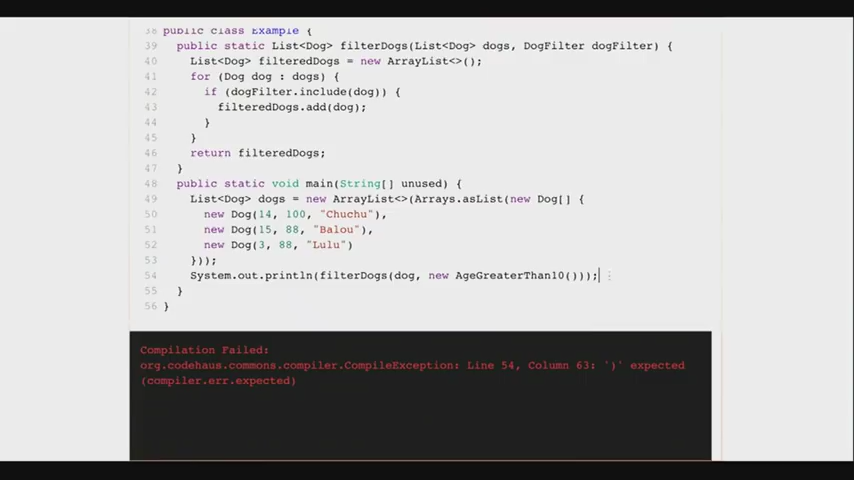 38 public class Example {
39 public static List<Dog> filterDogs(List<Dog> dogs, DogFilter dogFilter) {
40 List<Dog> filteredDogs = new ArrayList<>();
41 for (Dog dog : dogs) {
42 if (dogFilter.include(dog)) {
43 filteredDogs.add(dog);
44 }
45 }
46 return filteredDogs;
47 }
48 public static void main(String[] unused) {
49 List<Dog> dogs = new ArrayList<>(Arrays.asList(new Dog[] {
50 new Dog(14, 100, "Chuchu"),
51 new Dog(15, 88, "Balou"),
52 new Dog(3, 88, "Lulu")
53 }));
54 System.out.println(filterDogs(dog, new AgeGreaterThan10()));
55 }
56 }
Compilation Failed:
org.codehaus.commons.compiler.CompileException: Line 54, Column 63: ')' expected
(compiler.err.expected)